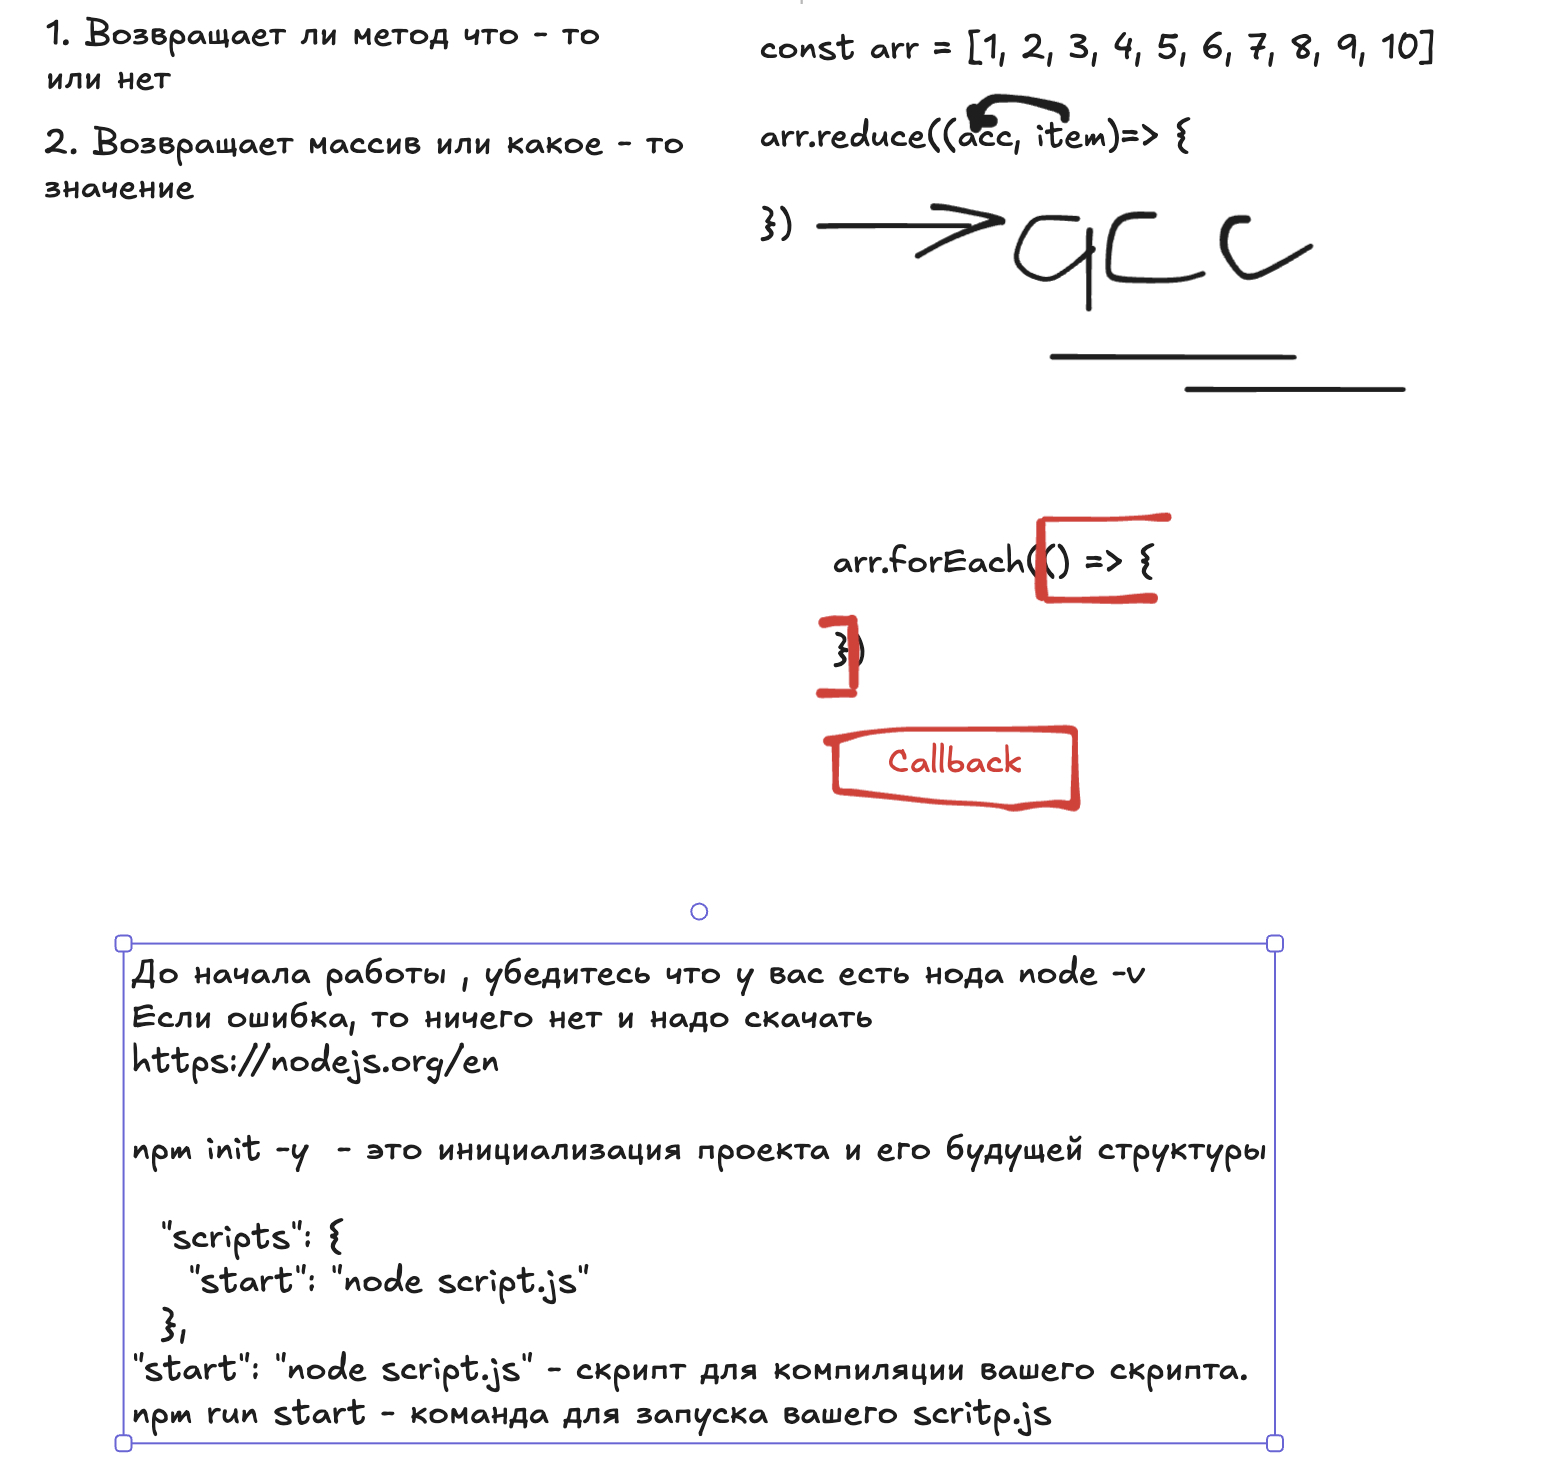 1. Возвращает ли метод что - то
или нет
2. Возвращает массив или какое - то
значение
const arr = [1, 2, 3, 4, 5, 6, 7, 8, 9, 10]
arr.reduce((acc, item)=> {
})
acc
arr.forEach(() => {
})
Callback
До начала работы , убедитесь что у вас есть нода node -v
Если ошибка, то ничего нет и надо скачать
https://nodejs.org/en
npm init -y  - это инициализация проекта и его будущей структуры
"scripts": {
"start": "node script.js"
},
"start": "node script.js" - скрипт для компиляции вашего скрипта.
npm run start - команда для запуска вашего scritp.js